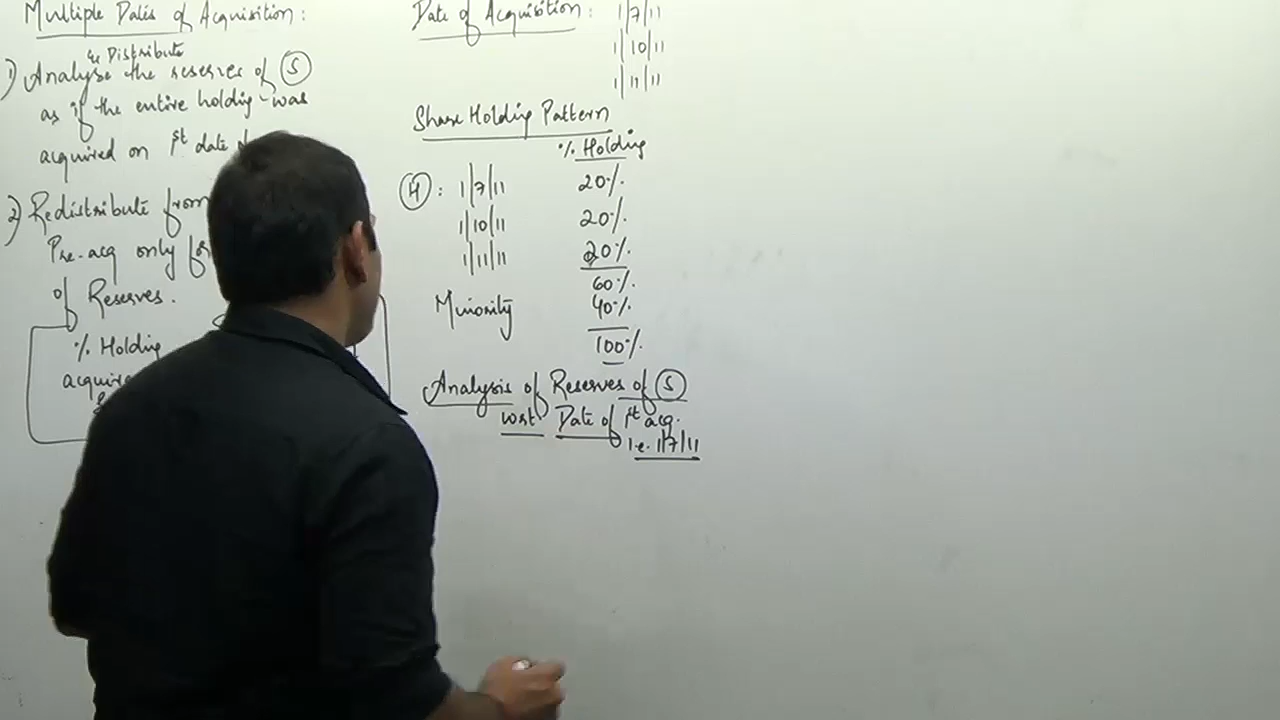 Multiple Dates of Acquisition:
& Distribute
1) Analyse the reserves of (S)
as if the entire holding was
acquired on 1st date of
2) Redistribute from
Pre-acq only for
of Reserves.
% Holding
Date of Acquisition: 1/7/11
1/10/11
1/11/11
Share Holding Pattern
% Holding
(H): 1/7/11 20%
1/10/11 20%
1/11/11 20%
60%
Minority 40%
100%
Analysis of Reserves of (S)
wrt Date of 1st acq.
i.e. 1/7/11